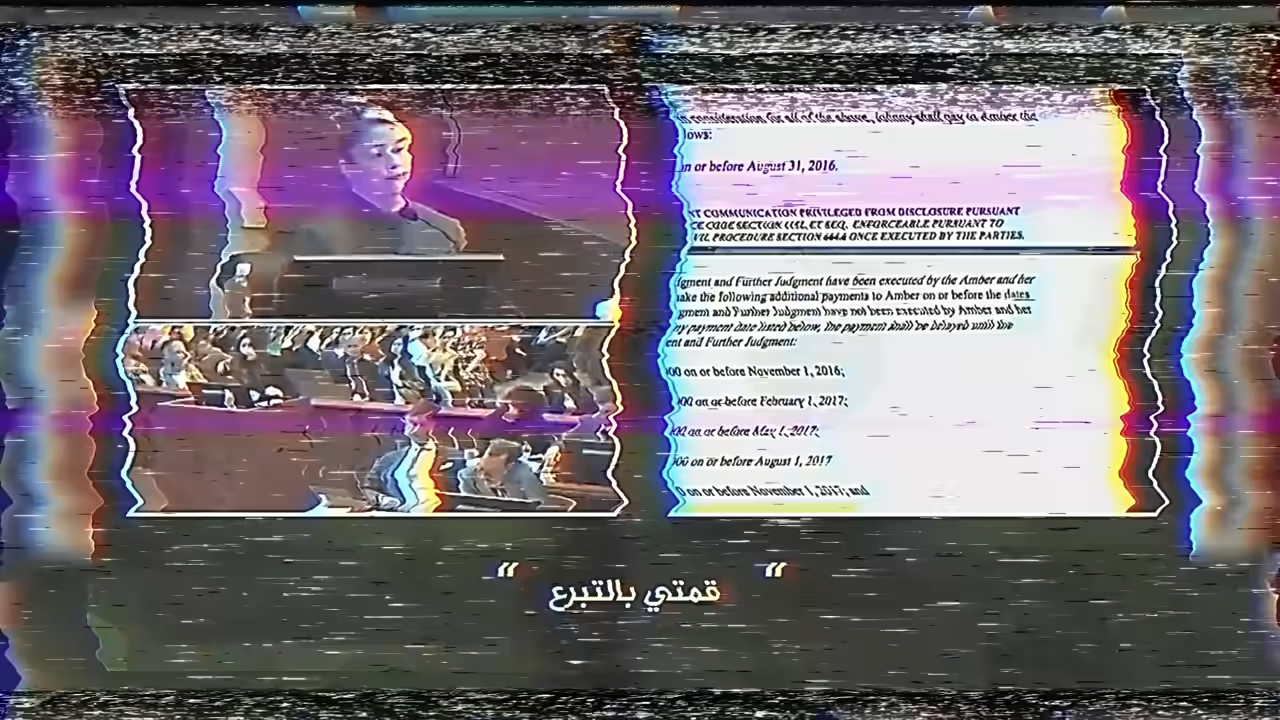 in consideration for all of the above, Johnny shall pay to Amber the
lows:
on or before August 31, 2016.
NT COMMUNICATION PRIVILEGED FROM DISCLOSURE PURSUANT
CE CODE SECTION ET SEQ. ENFORCEABLE PURSUANT TO
VIL PROCEDURE SECTION 664.6 ONCE EXECUTED BY THE PARTIES.
dgment and Further Judgment have been executed by the Amber and her
ake the following additional payments to Amber on or before the dates
gment and Further Judgment have not been executed by Amber and her
ny payment date listed below, the payment shall be delayed until the
ent and Further Judgment:
00 on or before November 1, 2016;
000 on or before February 1, 2017;
000 on or before May 1, 2017;
000 on or before August 1, 2017
0 on or before November 1, 2017; and
“ قمتي بالتبرع “